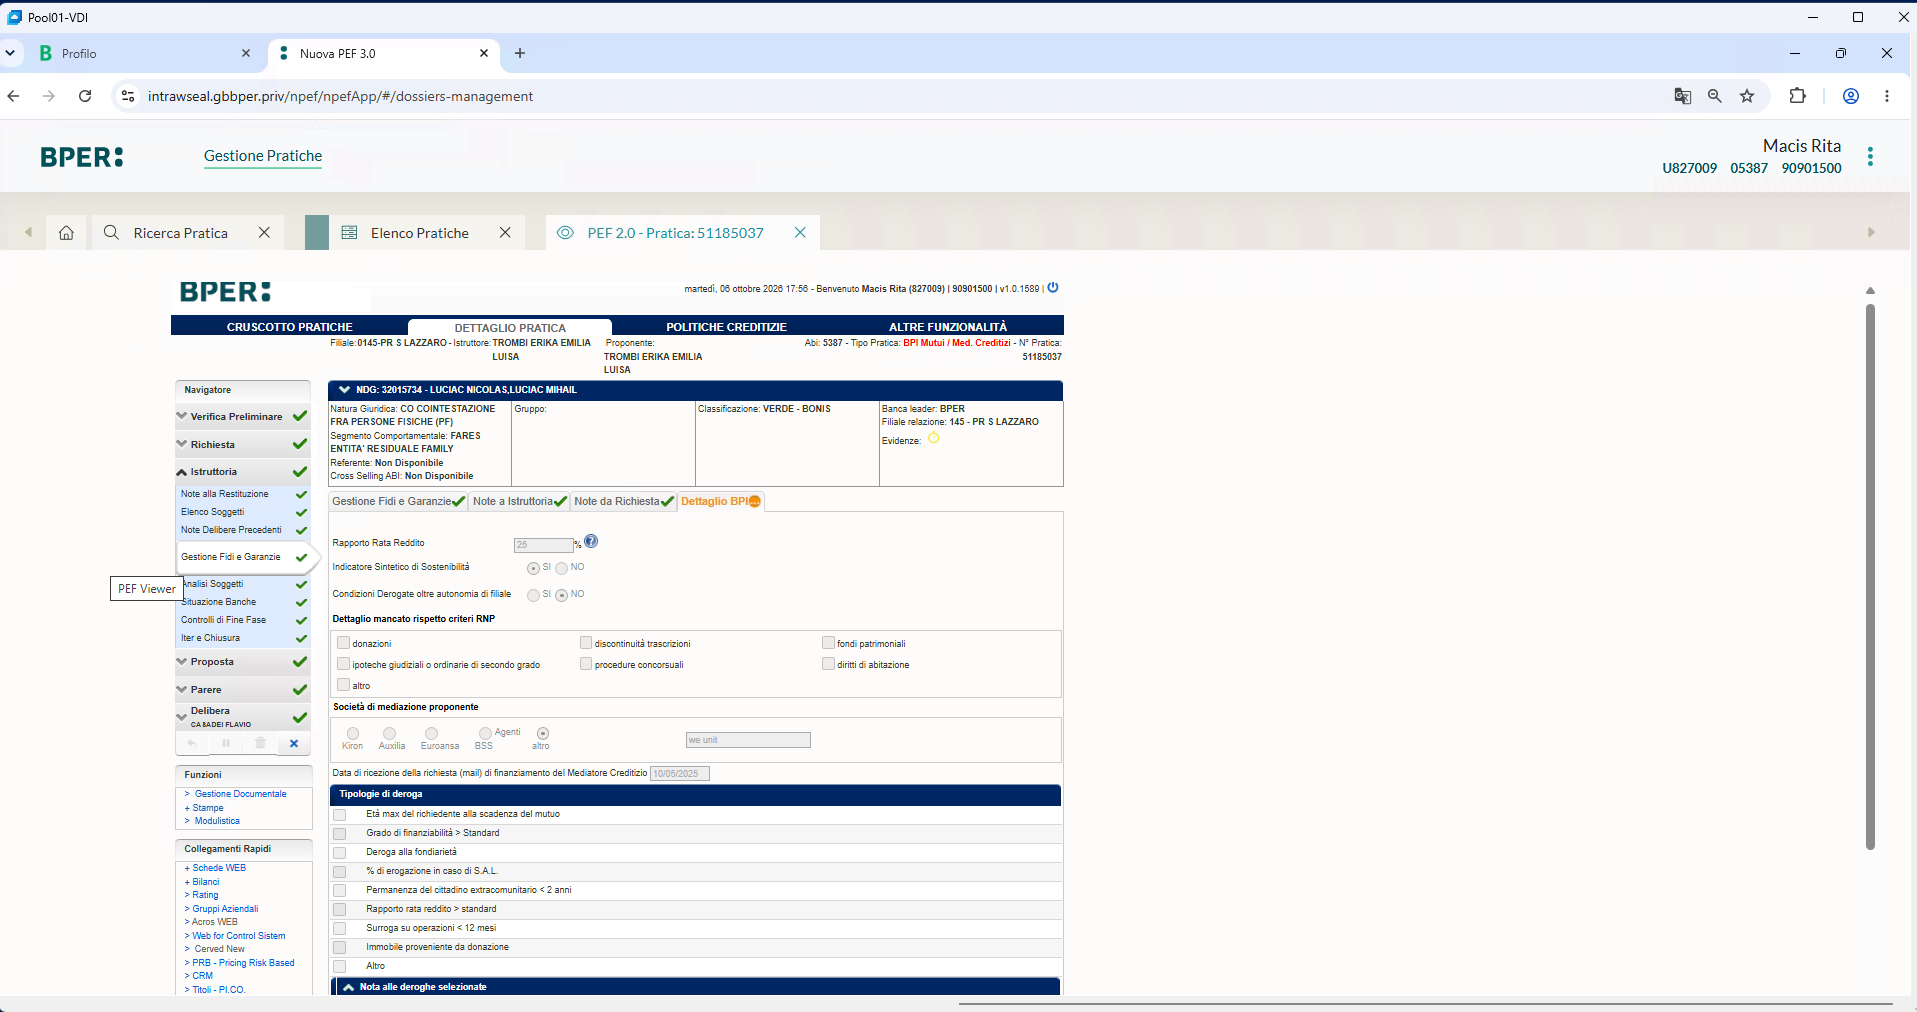 Pool01-VDI
Profilo
Nuova PEF 3.0
intrawseal.gbbper.priv/npef/npefApp/#/dossiers-management
BPER:
Gestione Pratiche
Macis Rita
U827009 05387 90901500
Ricerca Pratica
Elenco Pratiche
PEF 2.0 - Pratica: 51185037
BPER:
martedì, 06 ottobre 2026 17:56 - Benvenuto Macis Rita (827009) | 90901500 | v1.0.1589 |
CRUSCOTTO PRATICHE
DETTAGLIO PRATICA
POLITICHE CREDITIZIE
ALTRE FUNZIONALITÀ
Filiale: 0145-PR S LAZZARO - Istruttore: TROMBI ERIKA EMILIA LUISA
Proponente: TROMBI ERIKA EMILIA LUISA
Abi: 5387 - Tipo Pratica: BPI Mutui / Med. Creditizi - N° Pratica: 51185037
Navigatore
Verifica Preliminare
Richiesta
Istruttoria
Note alla Restituzione
Elenco Soggetti
Note Delibere Precedenti
Gestione Fidi e Garanzie
Analisi Soggetti
PEF Viewer
Situazione Banche
Controlli di Fine Fase
Iter e Chiusura
Proposta
Parere
Delibera
CASADEI FLAVIO
Funzioni
> Gestione Documentale
+ Stampe
> Modulistica
Collegamenti Rapidi
+ Schede WEB
+ Bilanci
> Rating
> Gruppi Aziendali
> Acros WEB
> Web for Control Sistem
> Cerved New
> PRB - Pricing Risk Based
> CRM
> Titoli - PI.CO.
NDG: 32015734 - LUCIAC NICOLAS,LUCIAC MIHAIL
Natura Giuridica: CO COINTESTAZIONE
FRA PERSONE FISICHE (PF)
Segmento Comportamentale: FARES
ENTITA' RESIDUALE FAMILY
Referente: Non Disponibile
Cross Selling ABI: Non Disponibile
Gruppo:
Classificazione: VERDE - BONIS
Banca leader: BPER
Filiale relazione: 145 - PR S LAZZARO
Evidenze:
Gestione Fidi e Garanzie
Note a Istruttoria
Note da Richiesta
Dettaglio BPI
Rapporto Rata Reddito 25 %
Indicatore Sintetico di Sostenibilità SI NO
Condizioni Derogate oltre autonomia di filiale SI NO
Dettaglio mancato rispetto criteri RNP
donazioni discontinuità trascrizioni fondi patrimoniali
ipoteche giudiziali o ordinarie di secondo grado procedure concorsuali diritti di abitazione
altro
Società di mediazione proponente
Kiron Auxilia Euroansa Agenti BSS altro we unit
Data di ricezione della richiesta (mail) di finanziamento del Mediatore Creditizio 10/05/2025
Tipologie di deroga
Età max del richiedente alla scadenza del mutuo
Grado di finanziabilità > Standard
Deroga alla fondiarietà
% di erogazione in caso di S.A.L.
Permanenza del cittadino extracomunitario < 2 anni
Rapporto rata reddito > standard
Surroga su operazioni < 12 mesi
Immobile proveniente da donazione
Altro
Nota alle deroghe selezionate